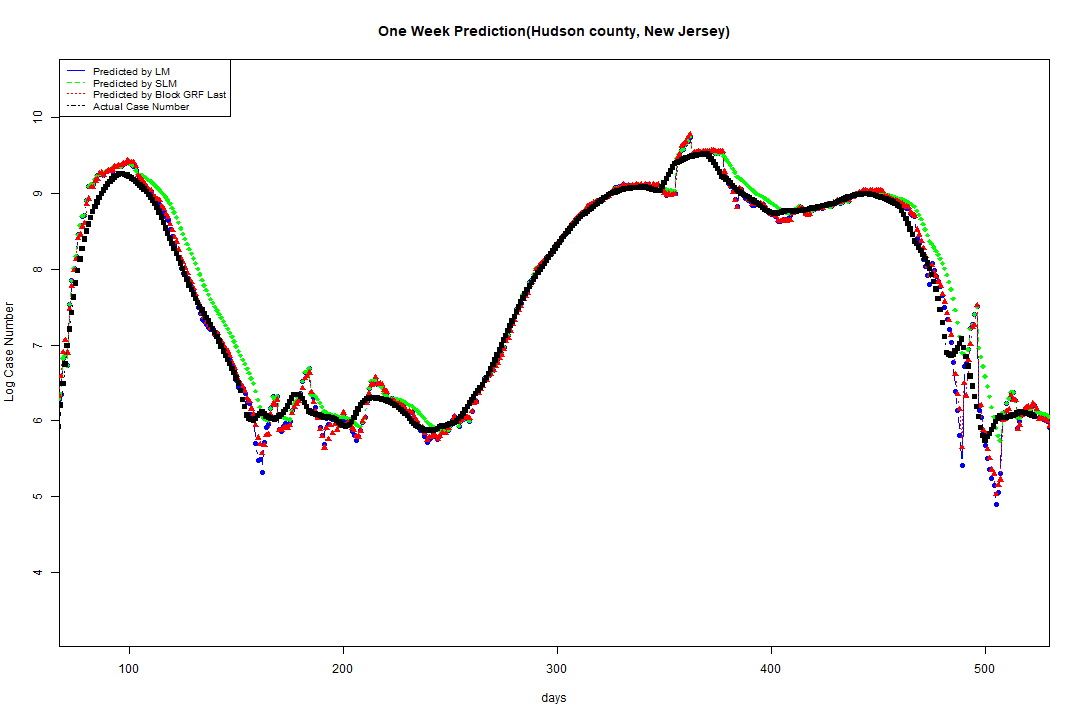 One Week Prediction(Hudson county, New Jersey)
Predicted by LM
Predicted by SLM
Predicted by Block GRF Last
Actual Case Number
10
9
8
7
6
5
4
Log Case Number
100 200 300 400 500
days